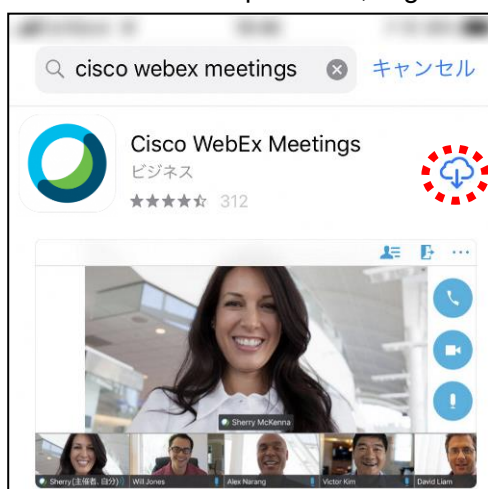 cisco webex meetings
キャンセル
Cisco WebEx Meetings
ビジネス
312
Sherry McKenna
Sherry(主催者、自分)
Will Jones
Alex Narang
Victor Kim
David Liam